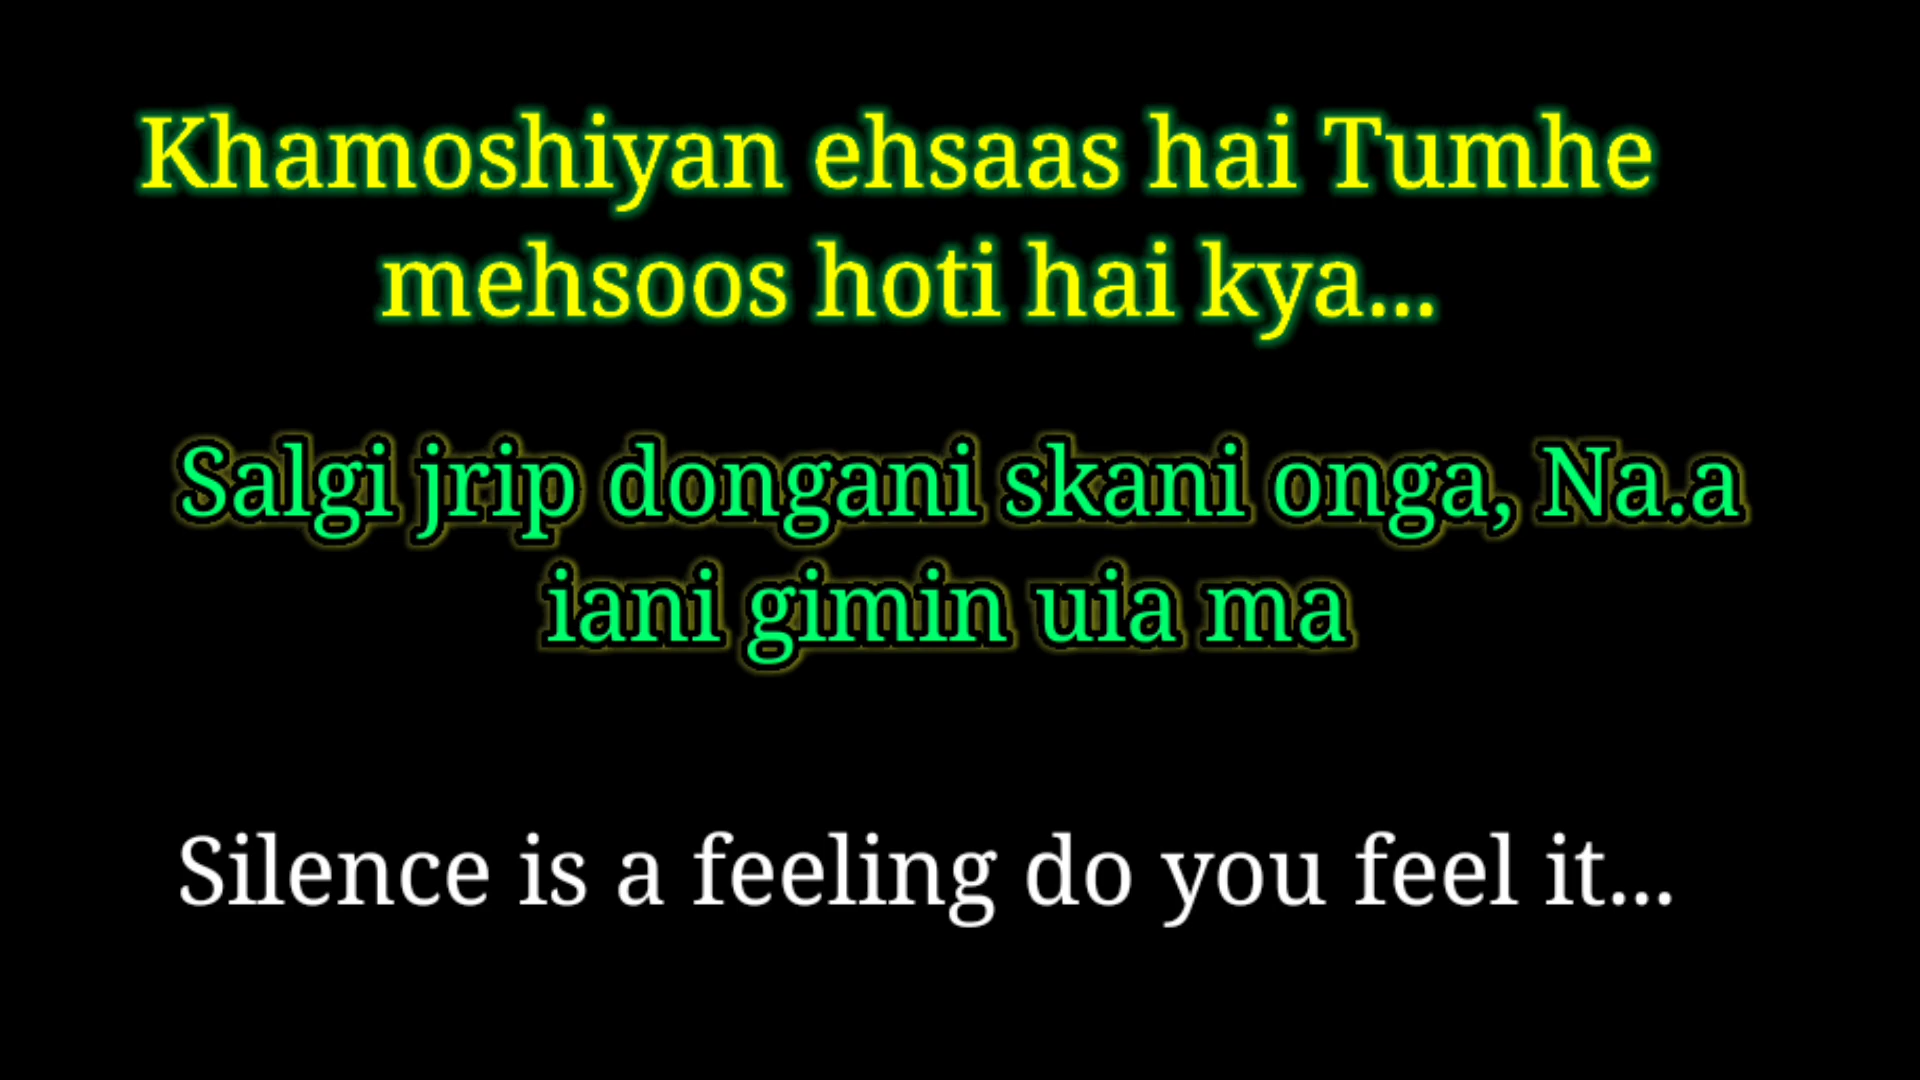 Khamoshiyan ehsaas hai Tumhe
mehsoos hoti hai kya...
Salgi jrip dongani skani onga, Na.a
iani gimin uia ma
Silence is a feeling do you feel it...